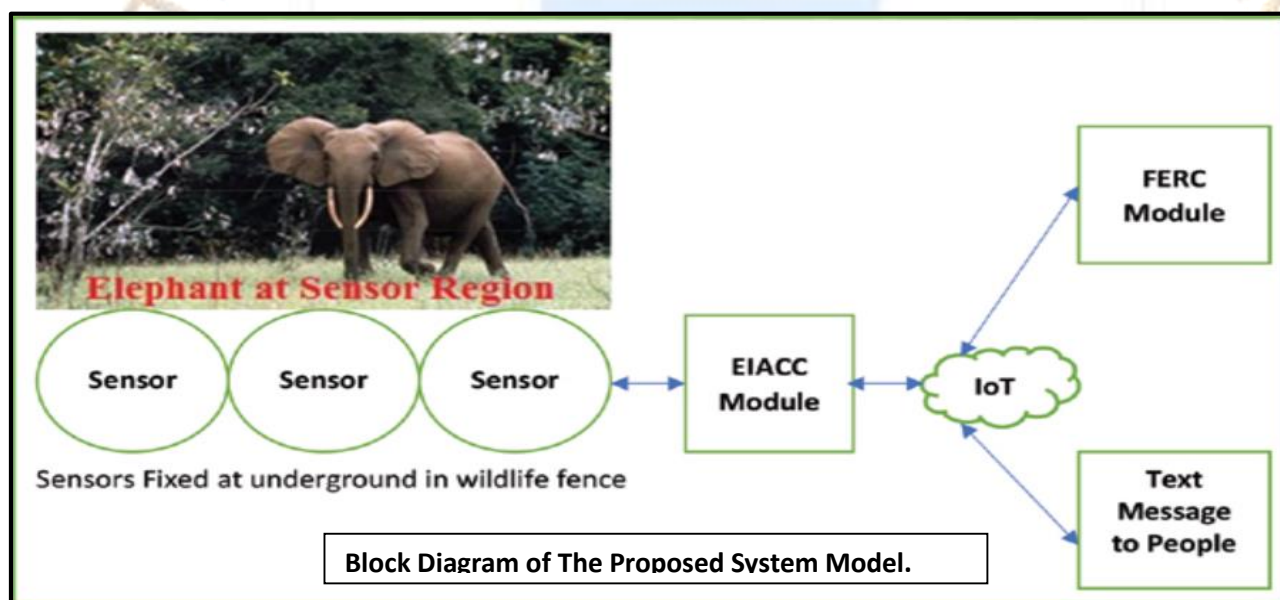 Elephant at Sensor Region
Sensor
Sensor
Sensor
EIACC
Module
IoT
FERC
Module
Text
Message
to People
Sensors Fixed at underground in wildlife fence
Block Diagram of The Proposed System Model.